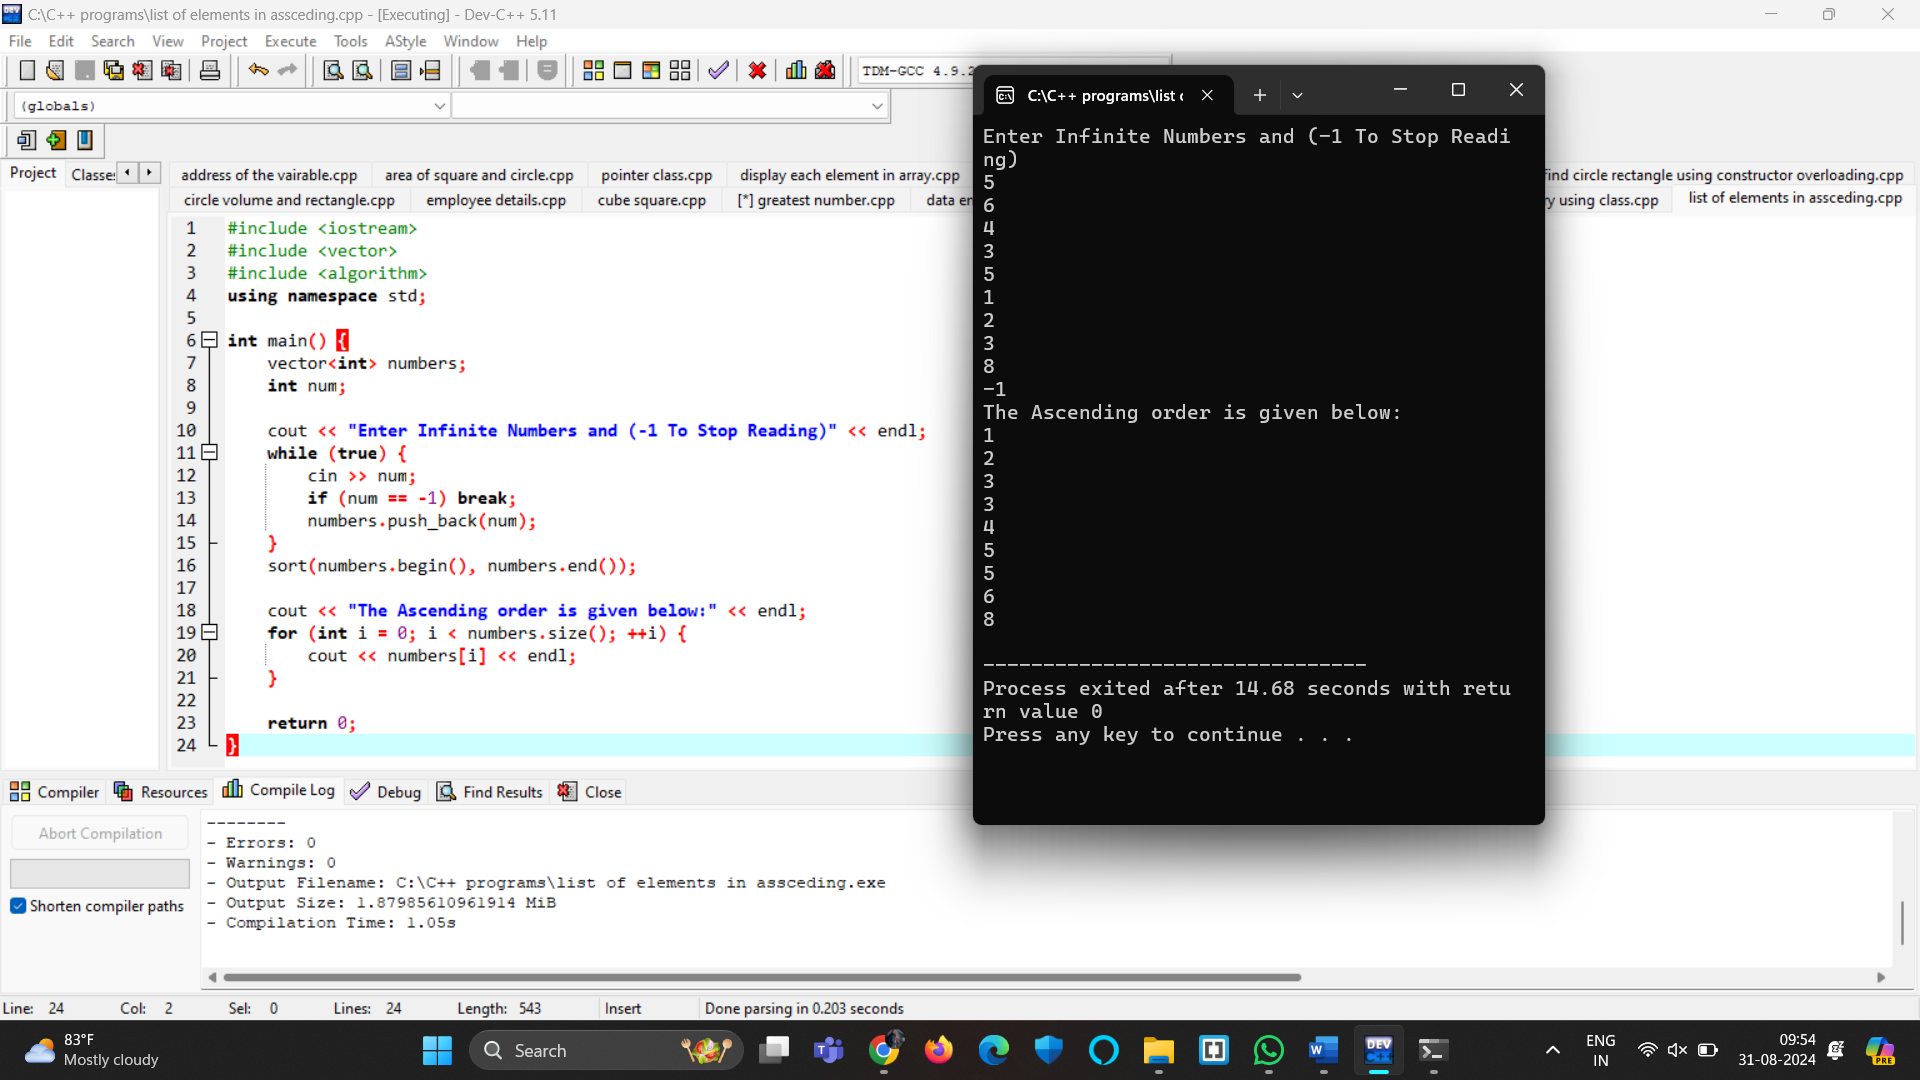 C:\C++ programs\list of elements in assceding.cpp - [Executing] - Dev-C++ 5.11
File Edit Search View Project Execute Tools AStyle Window Help
TDM-GCC 4.9.2
(globals)
Project Classes
address of the vairable.cpp area of square and circle.cpp pointer class.cpp display each element in array.cpp find circle rectangle using constructor overloading.cpp
circle volume and rectangle.cpp employee details.cpp cube square.cpp [*] greatest number.cpp data en ry using class.cpp list of elements in assceding.cpp
1 #include <iostream>
2 #include <vector>
3 #include <algorithm>
4 using namespace std;
5
6 int main() {
7 vector<int> numbers;
8 int num;
9
10 cout << "Enter Infinite Numbers and (-1 To Stop Reading)" << endl;
11 while (true) {
12 cin >> num;
13 if (num == -1) break;
14 numbers.push_back(num);
15 }
16 sort(numbers.begin(), numbers.end());
17
18 cout << "The Ascending order is given below:" << endl;
19 for (int i = 0; i < numbers.size(); ++i) {
20 cout << numbers[i] << endl;
21 }
22
23 return 0;
24 }
C:\C++ programs\list
Enter Infinite Numbers and (-1 To Stop Readi
ng)
5
6
4
3
5
1
2
3
8
-1
The Ascending order is given below:
1
2
3
3
4
5
5
6
8
--------------------------------
Process exited after 14.68 seconds with retu
rn value 0
Press any key to continue . . .
Compiler Resources Compile Log Debug Find Results Close
Abort Compilation
Shorten compiler paths
--------
- Errors: 0
- Warnings: 0
- Output Filename: C:\C++ programs\list of elements in assceding.exe
- Output Size: 1.87985610961914 MiB
- Compilation Time: 1.05s
Line: 24 Col: 2 Sel: 0 Lines: 24 Length: 543 Insert Done parsing in 0.203 seconds
83°F
Mostly cloudy
Search
DEV
PRE
ENG
IN
09:54
31-08-2024